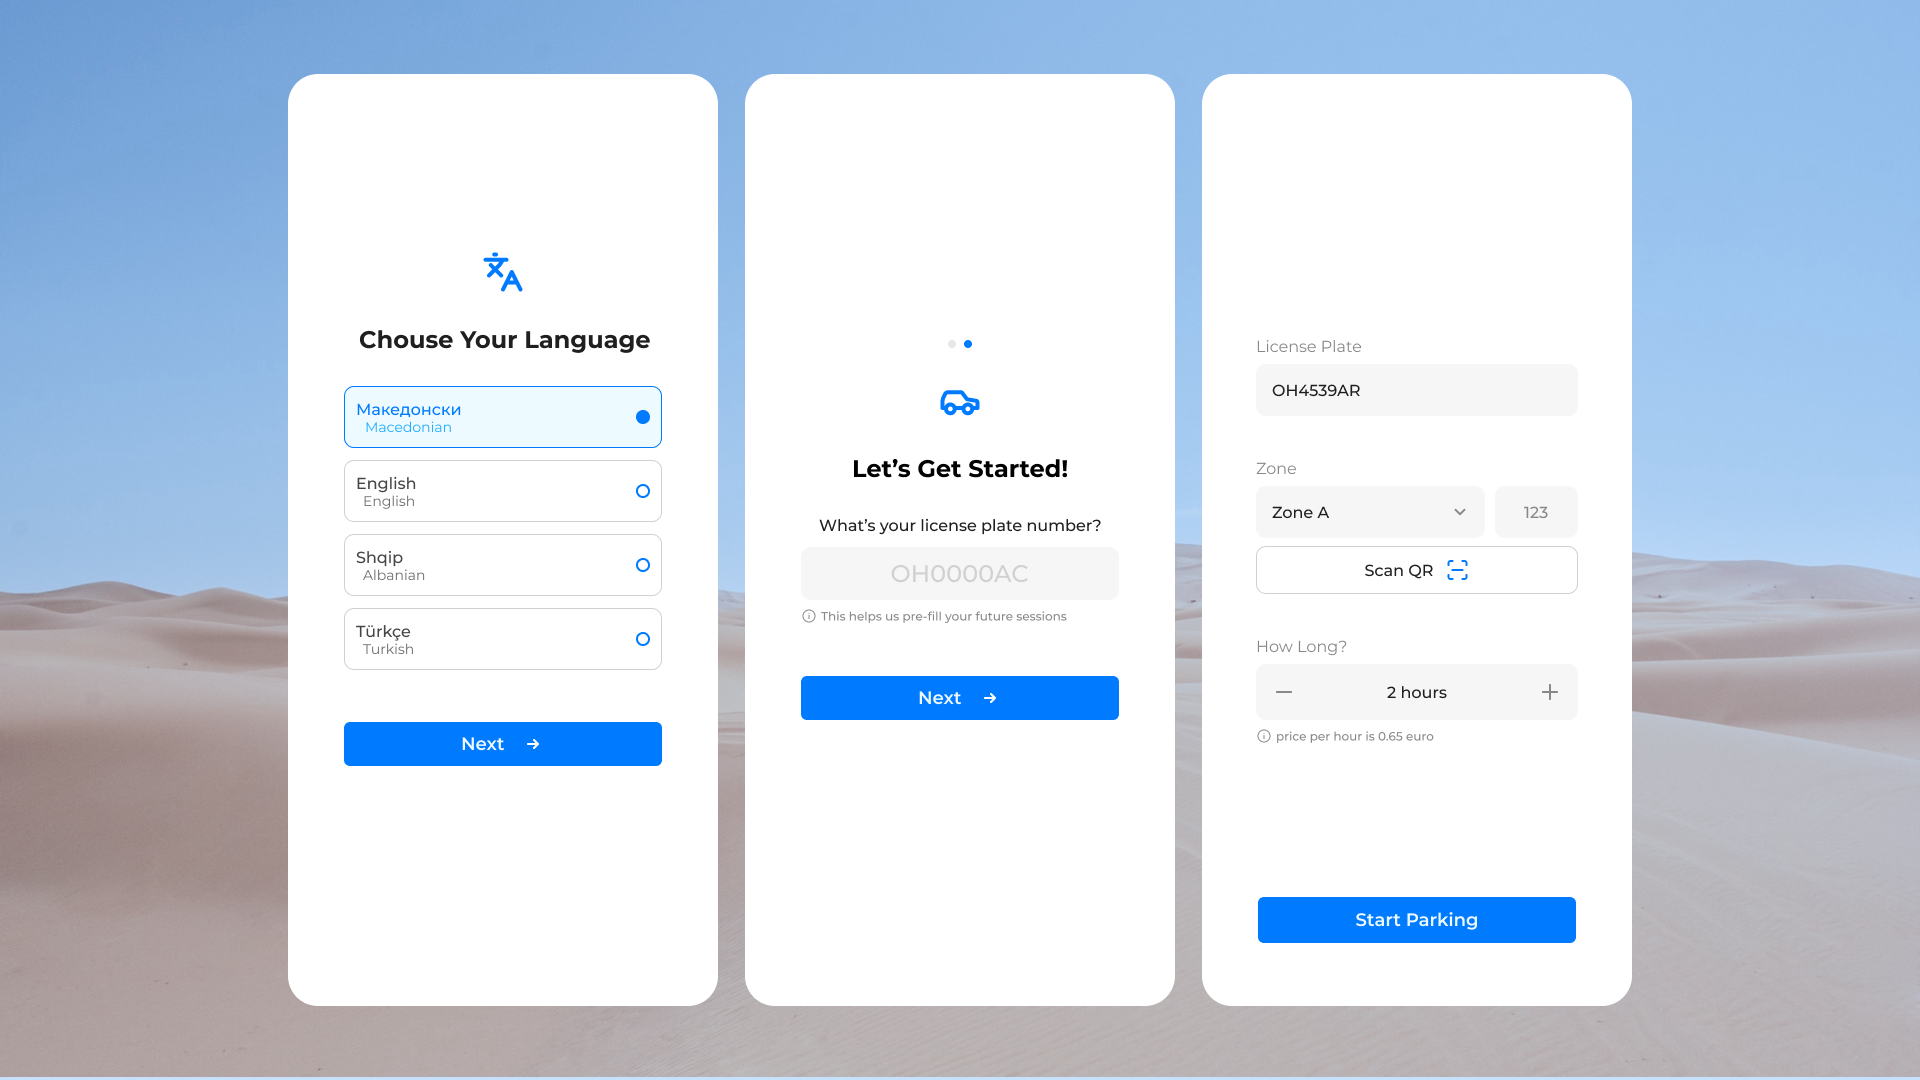 Chouse Your Language
Македонски
Macedonian
English
English
Shqip
Albanian
Türkçe
Turkish
Next
Let’s Get Started!
What’s your license plate number?
OH0000AC
This helps us pre-fill your future sessions
Next
License Plate
OH4539AR
Zone
Zone A
123
Scan QR
How Long?
2 hours
price per hour is 0.65 euro
Start Parking